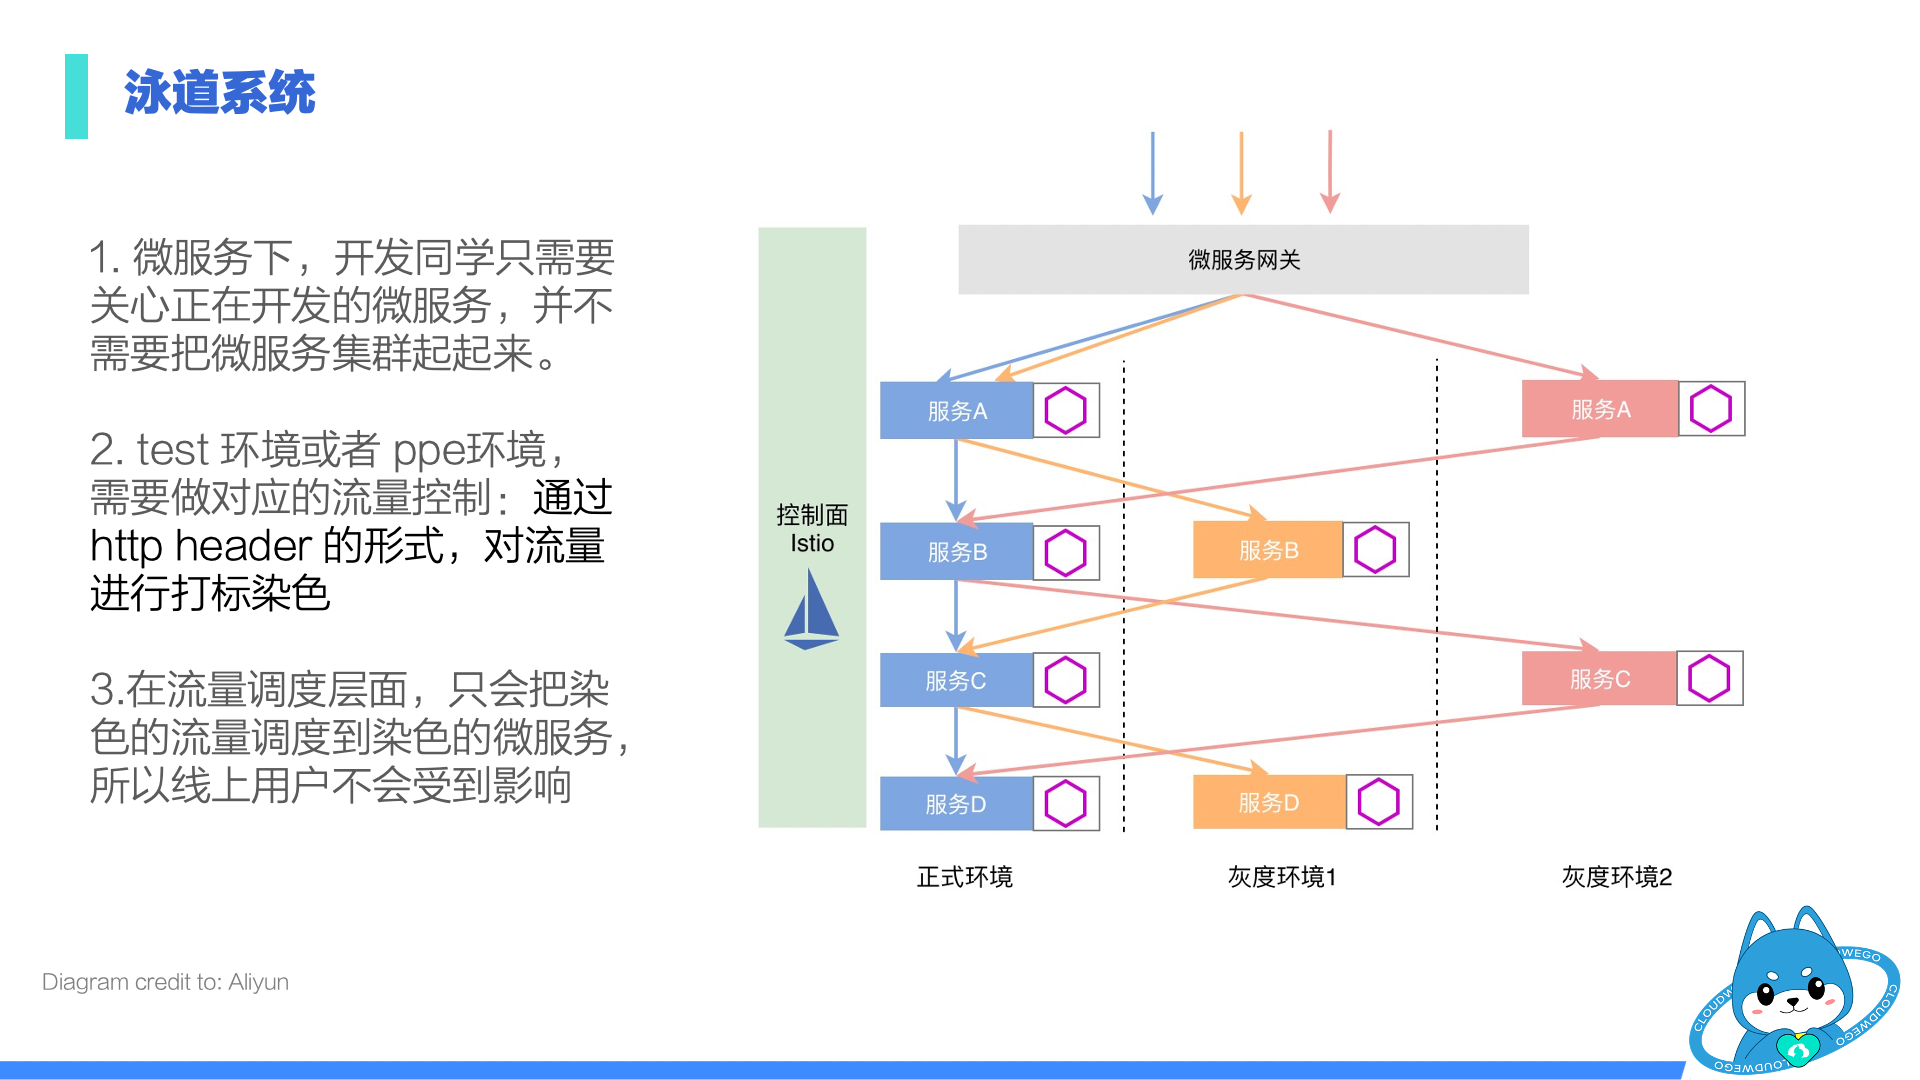 泳道系统
1. 微服务下，开发同学只需要
关心正在开发的微服务，并不
需要把微服务集群起起来。
2. test 环境或者 ppe环境，
需要做对应的流量控制：通过
http header 的形式，对流量
进行打标染色
3.在流量调度层面，只会把染
色的流量调度到染色的微服务，
所以线上用户不会受到影响
微服务网关
控制面
Istio
服务A
服务A
服务B
服务B
服务C
服务C
服务D
服务D
正式环境
灰度环境1
灰度环境2
Diagram credit to: Aliyun
CLOUDWEGO
CLOUDWEGO
CLOUDWEGO